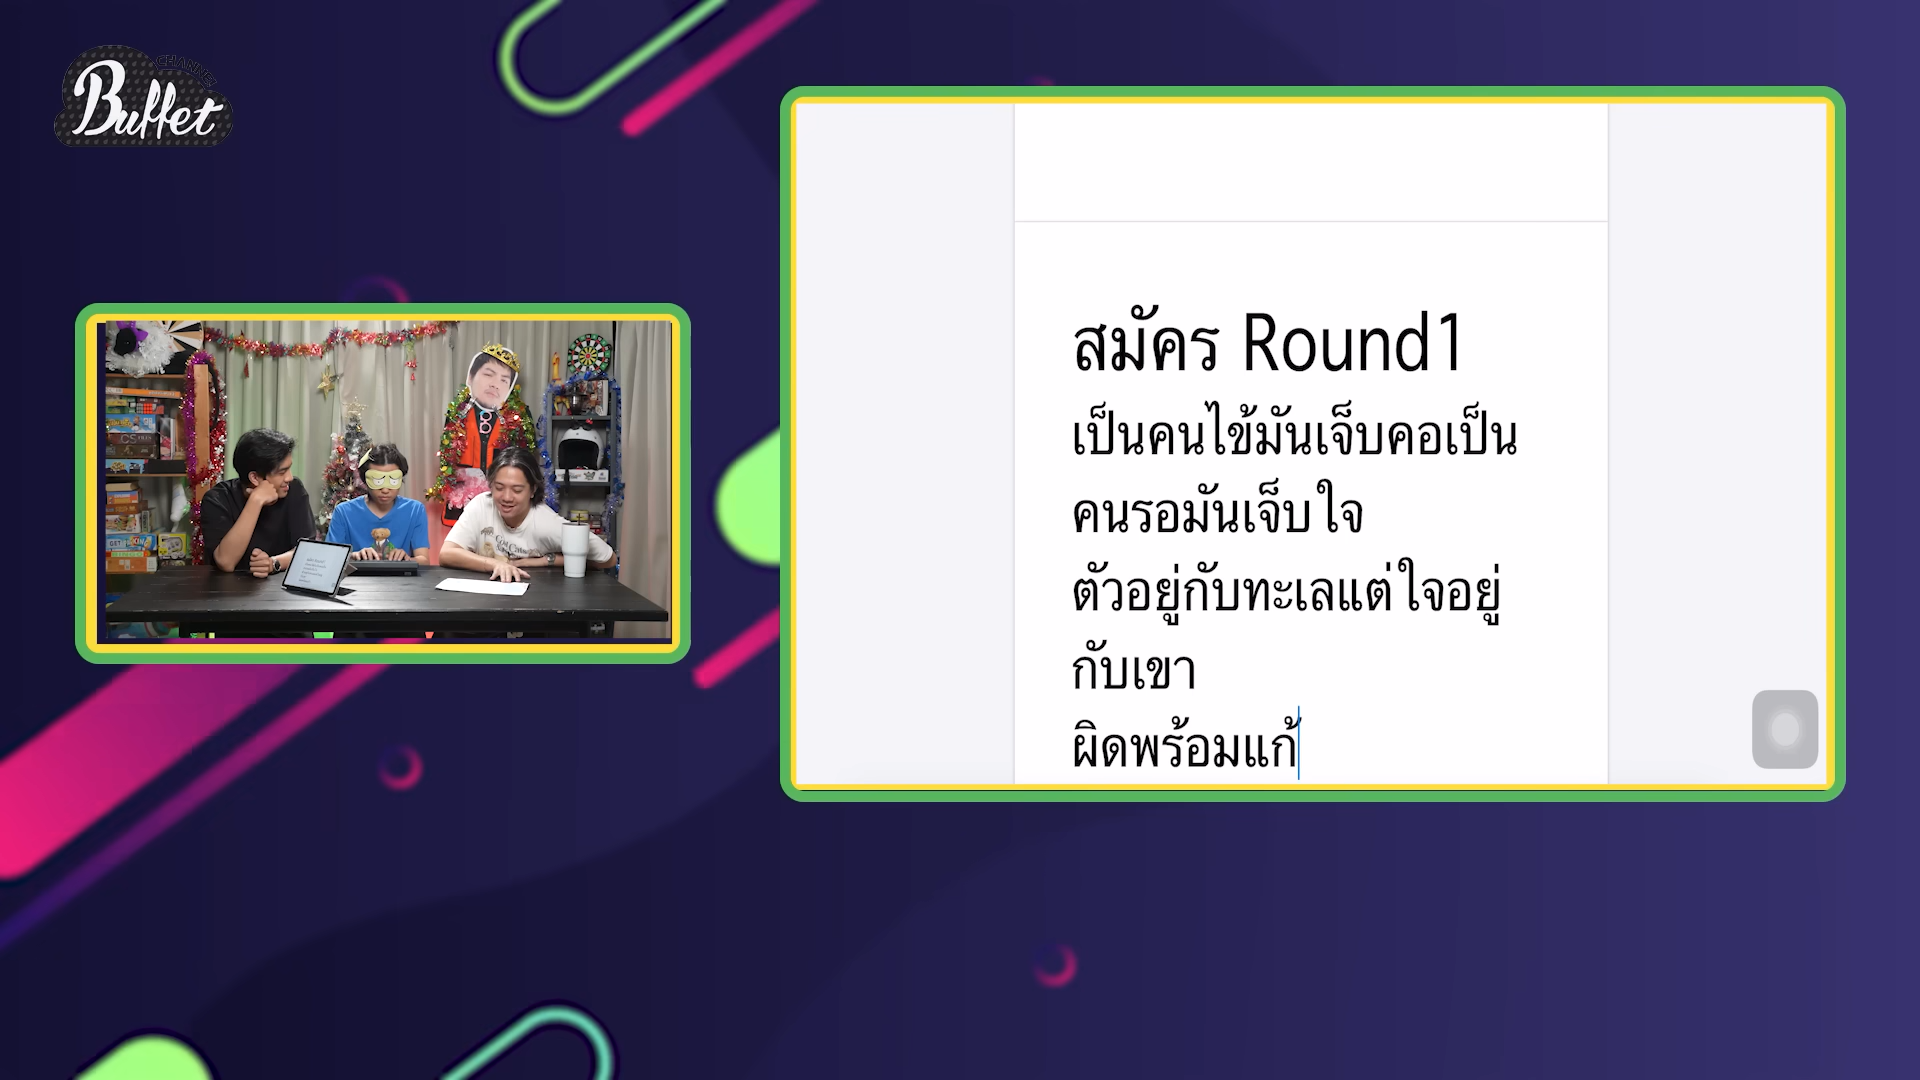 CHANNEL
Buffet
สมัคร Round1
เป็นคนไข้มันเจ็บคอเป็น
คนรอมันเจ็บใจ
ตัวอยู่กับทะเลแต่ใจอยู่
กับเขา
ผิดพร้อมแก้